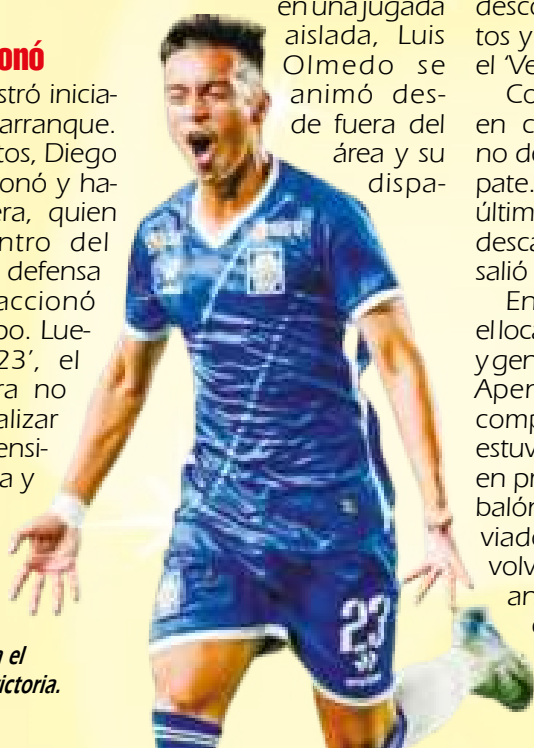 onó
stró inicia-
arranque.
tos, Diego
onó y ha-
era, quien
ntro del
defensa
accionó
po. Lue-
23’, el
ra no
alizar
ensi-
a y
n el
ictoria.
en una jugada
aislada, Luis
Olmedo se
animó des-
de fuera del
área y su
dispa-
desco
tos y
el ‘Ve
Co
en c
no de
pate.
últim
desca
salió
En
el loca
y gen
Aper
comp
estuv
en pr
balón
viado
volv
an
23